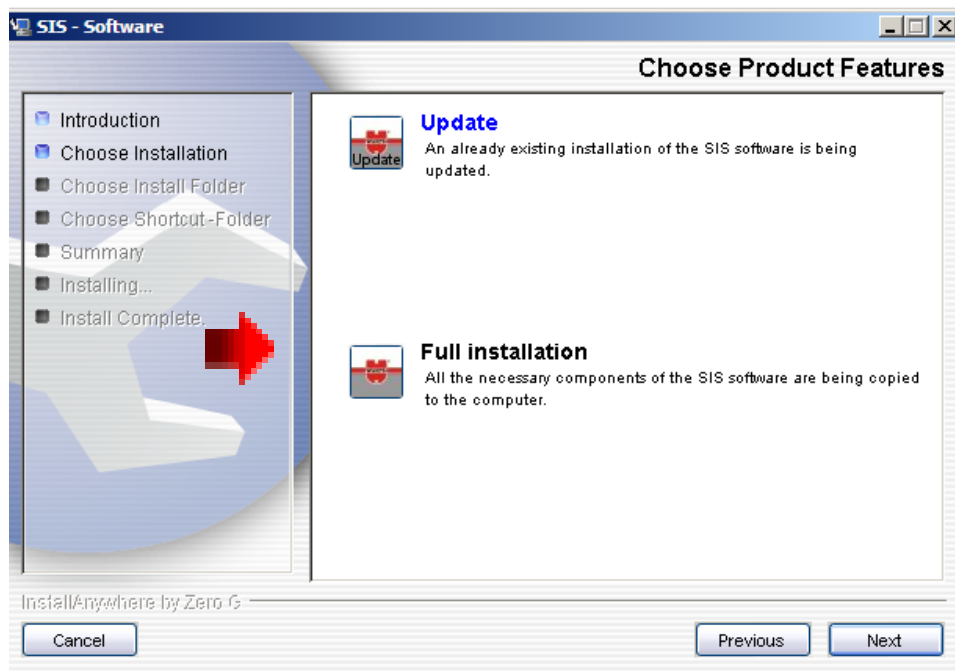 SIS - Software
Choose Product Features
Introduction
Choose Installation
Choose Install Folder
Choose Shortcut-Folder
Summary
Installing...
Install Complete.
Update
Update
An already existing installation of the SIS software is being
updated.
Full installation
All the necessary components of the SIS software are being copied
to the computer.
InstallAnywhere by Zero G
Cancel
Previous
Next